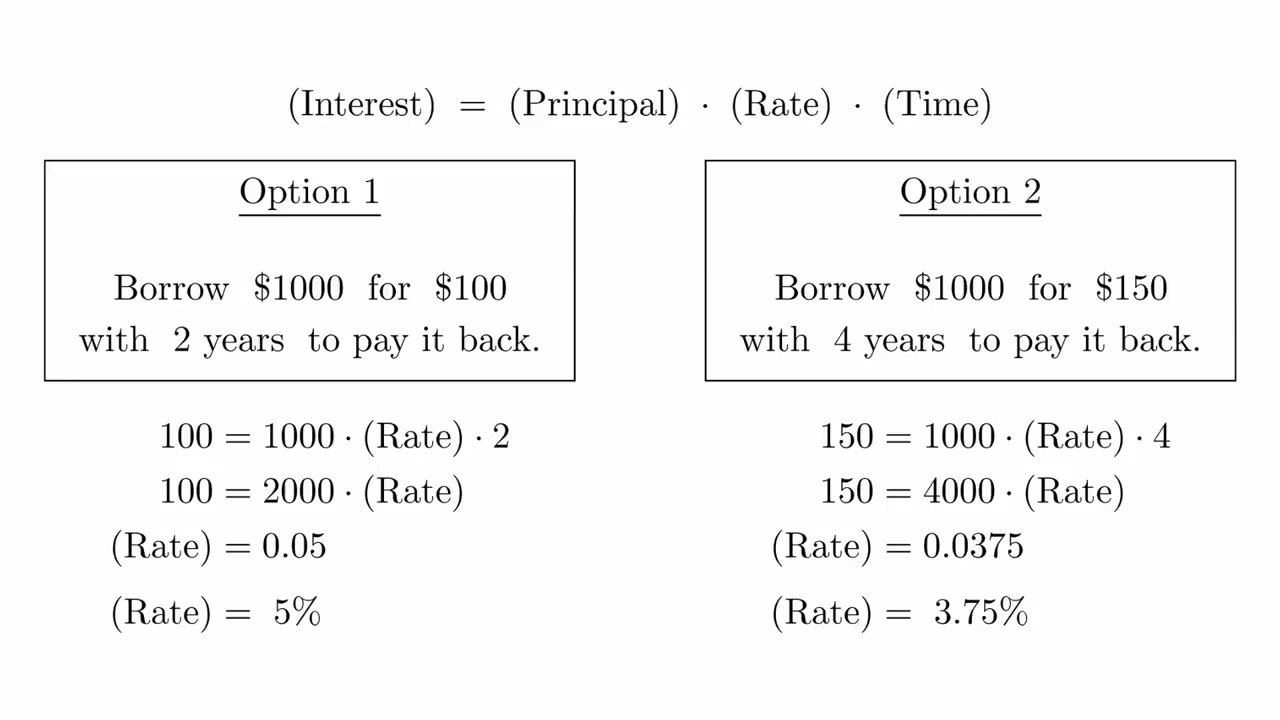 (Interest) = (Principal) · (Rate) · (Time)
Option 1
Borrow $1000 for $100
with 2 years to pay it back.
100 = 1000 · (Rate) · 2
100 = 2000 · (Rate)
(Rate) = 0.05
(Rate) = 5%
Option 2
Borrow $1000 for $150
with 4 years to pay it back.
150 = 1000 · (Rate) · 4
150 = 4000 · (Rate)
(Rate) = 0.0375
(Rate) = 3.75%